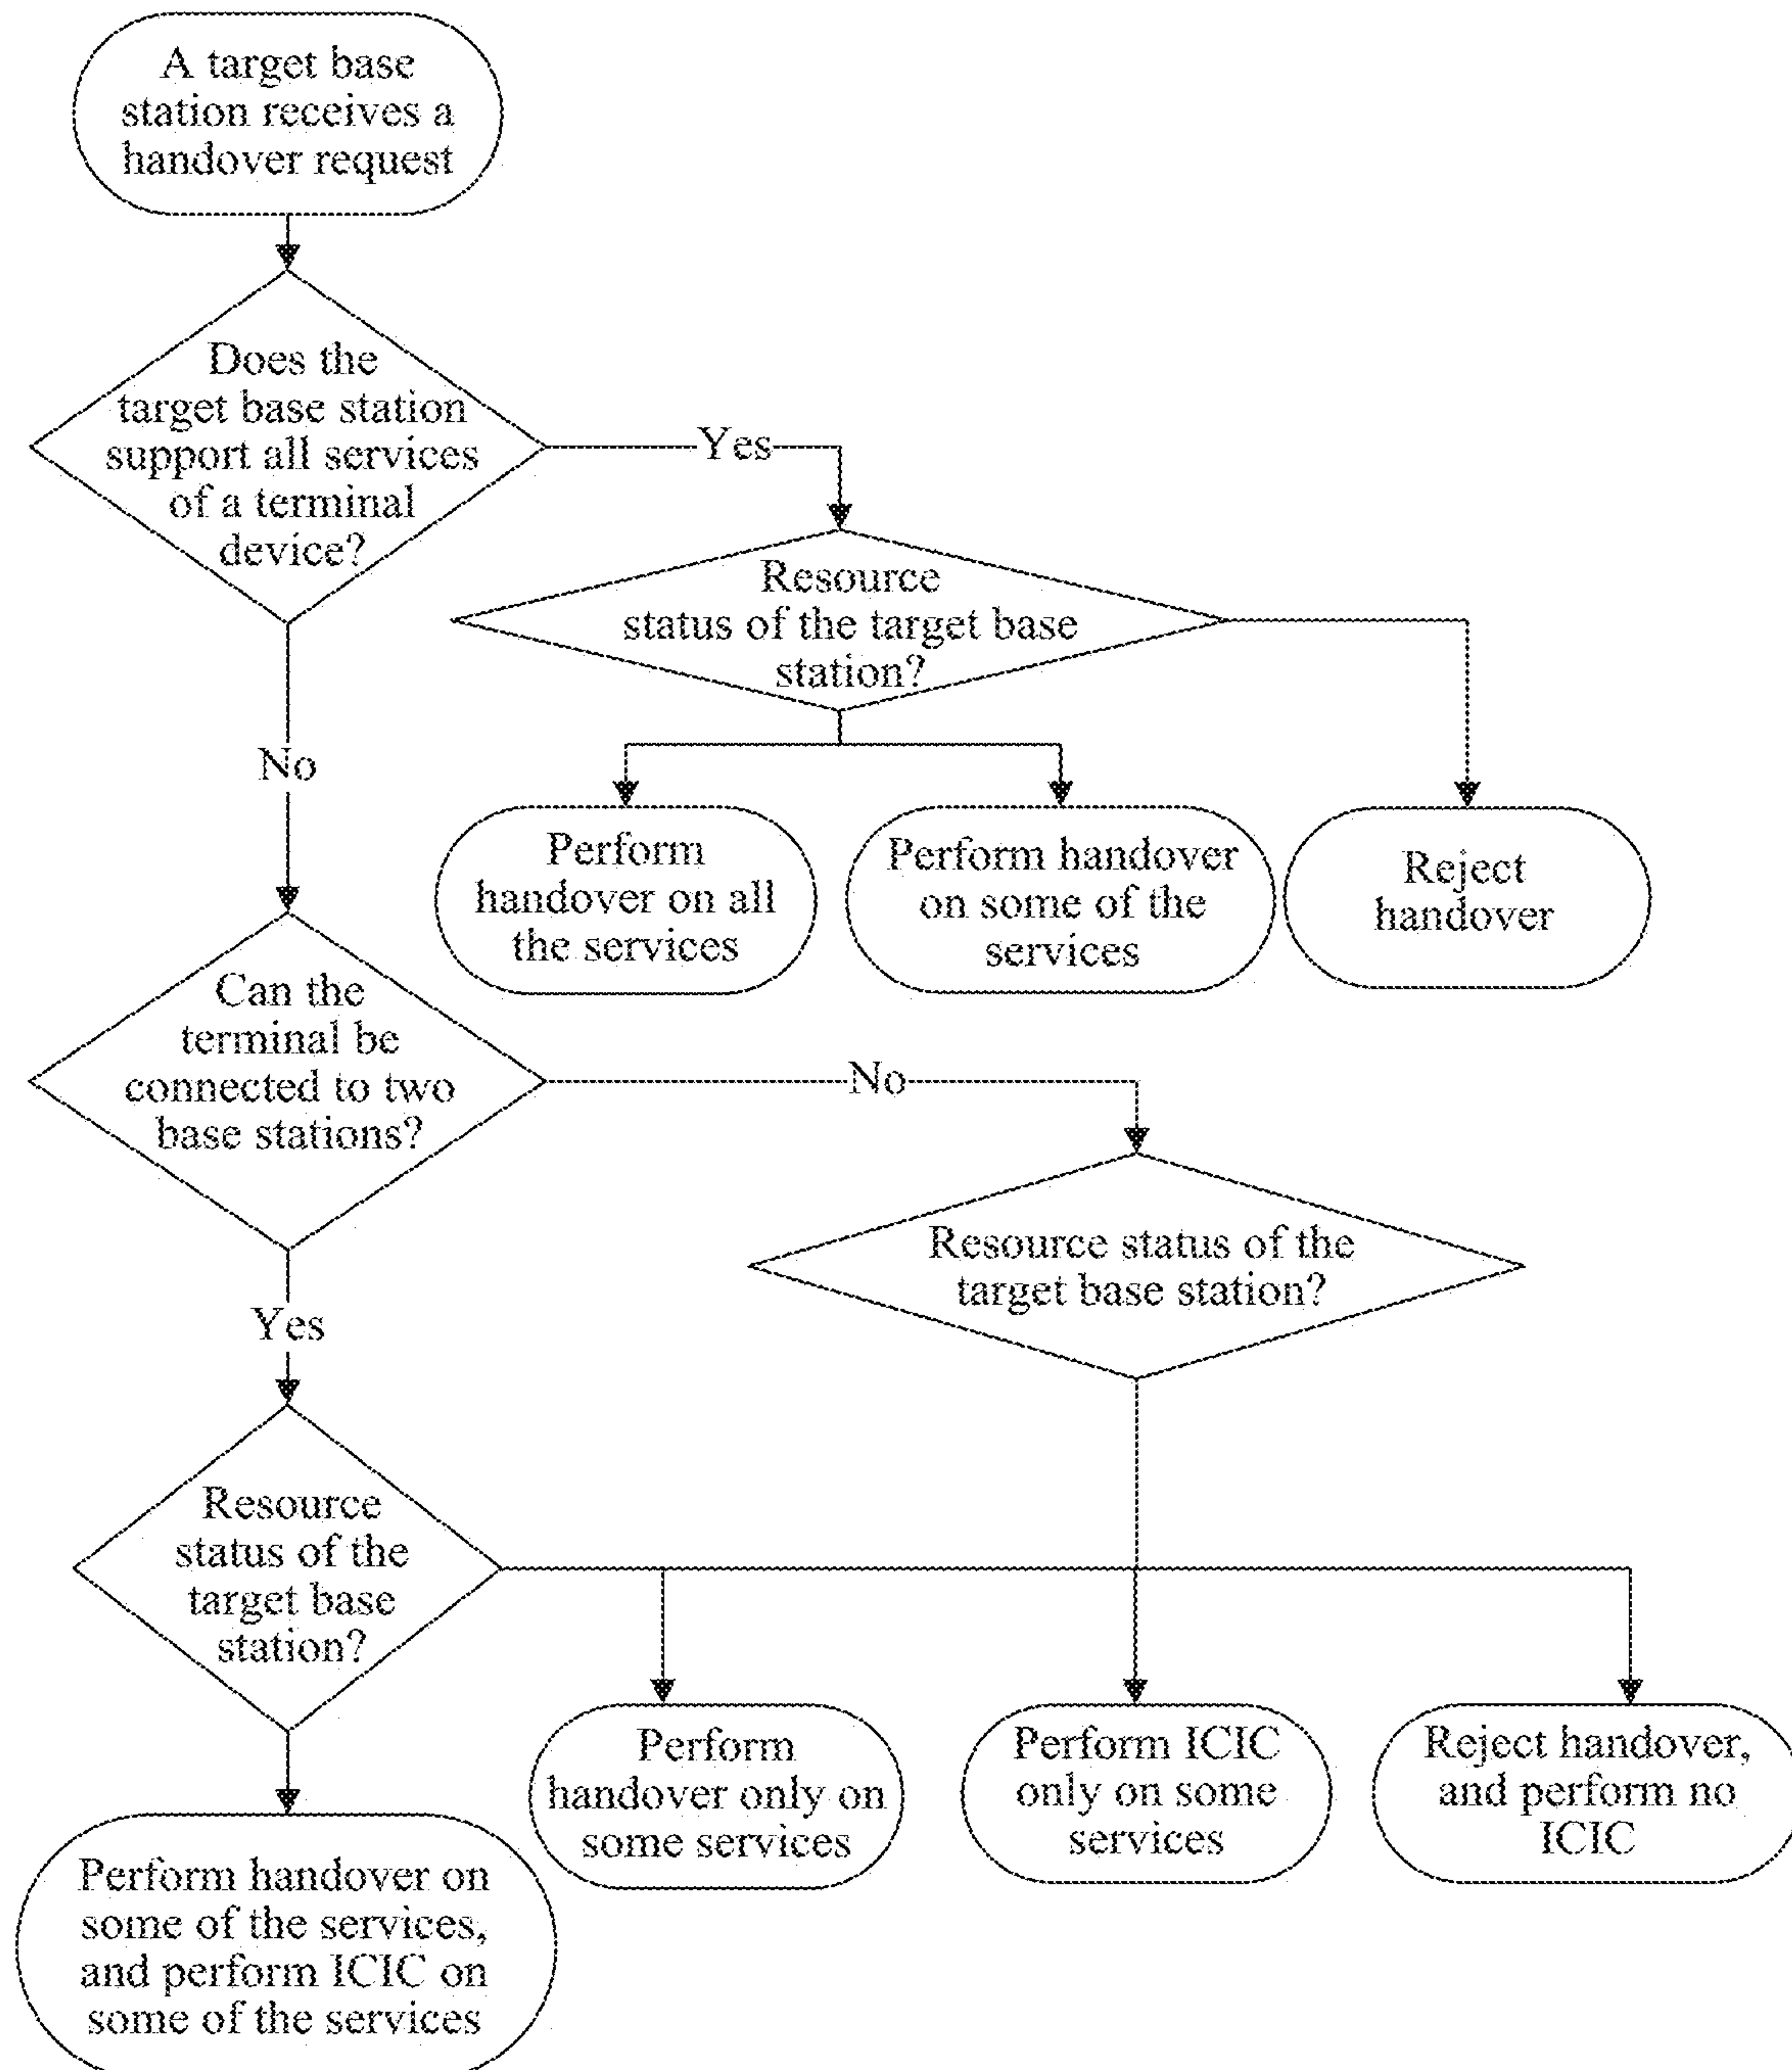 A target base
station receives a
handover request
Does the
target base station
support all services
of a terminal
device?
Yes
Resource
status of the target base
station?
No
Perform
handover on all
the services
Perform handover
on some of the
services
Reject
handover
Can the
terminal be
connected to two
base stations?
No
Resource status of the
target base station?
Yes
Resource
status of the
target base
station?
Perform
handover only on
some services
Perform ICIC
only on some
services
Reject handover,
and perform no
ICIC
Perform handover on
some of the services,
and perform ICIC on
some of the services